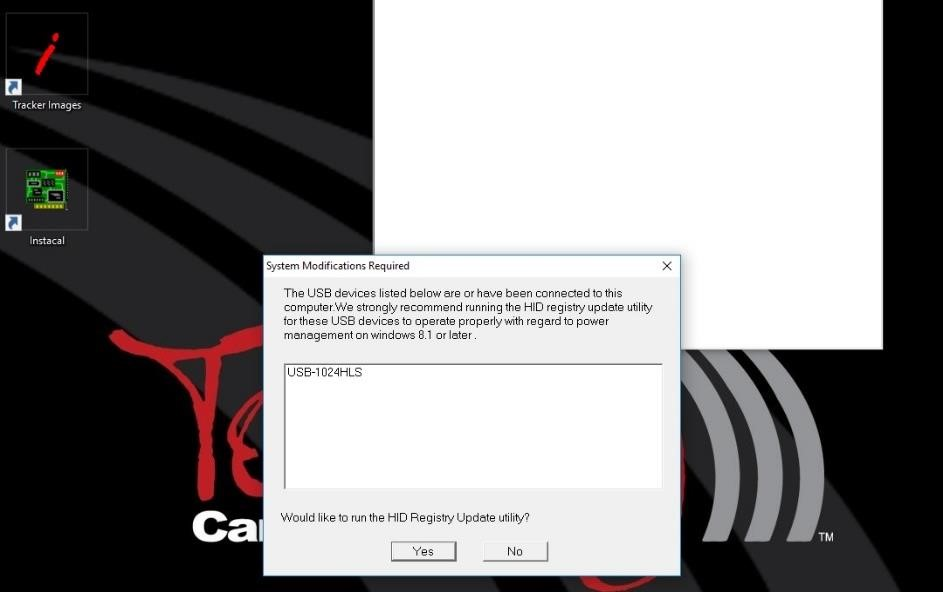 Tracker Images
Instacal
System Modifications Required
The USB devices listed below are or have been connected to this
computer.We strongly recommend running the HID registry update utility
for these USB devices to operate properly with regard to power
management on windows 8.1 or later .
USB-1024HLS
Would like to run the HID Registry Update utility?
Yes
No
TM